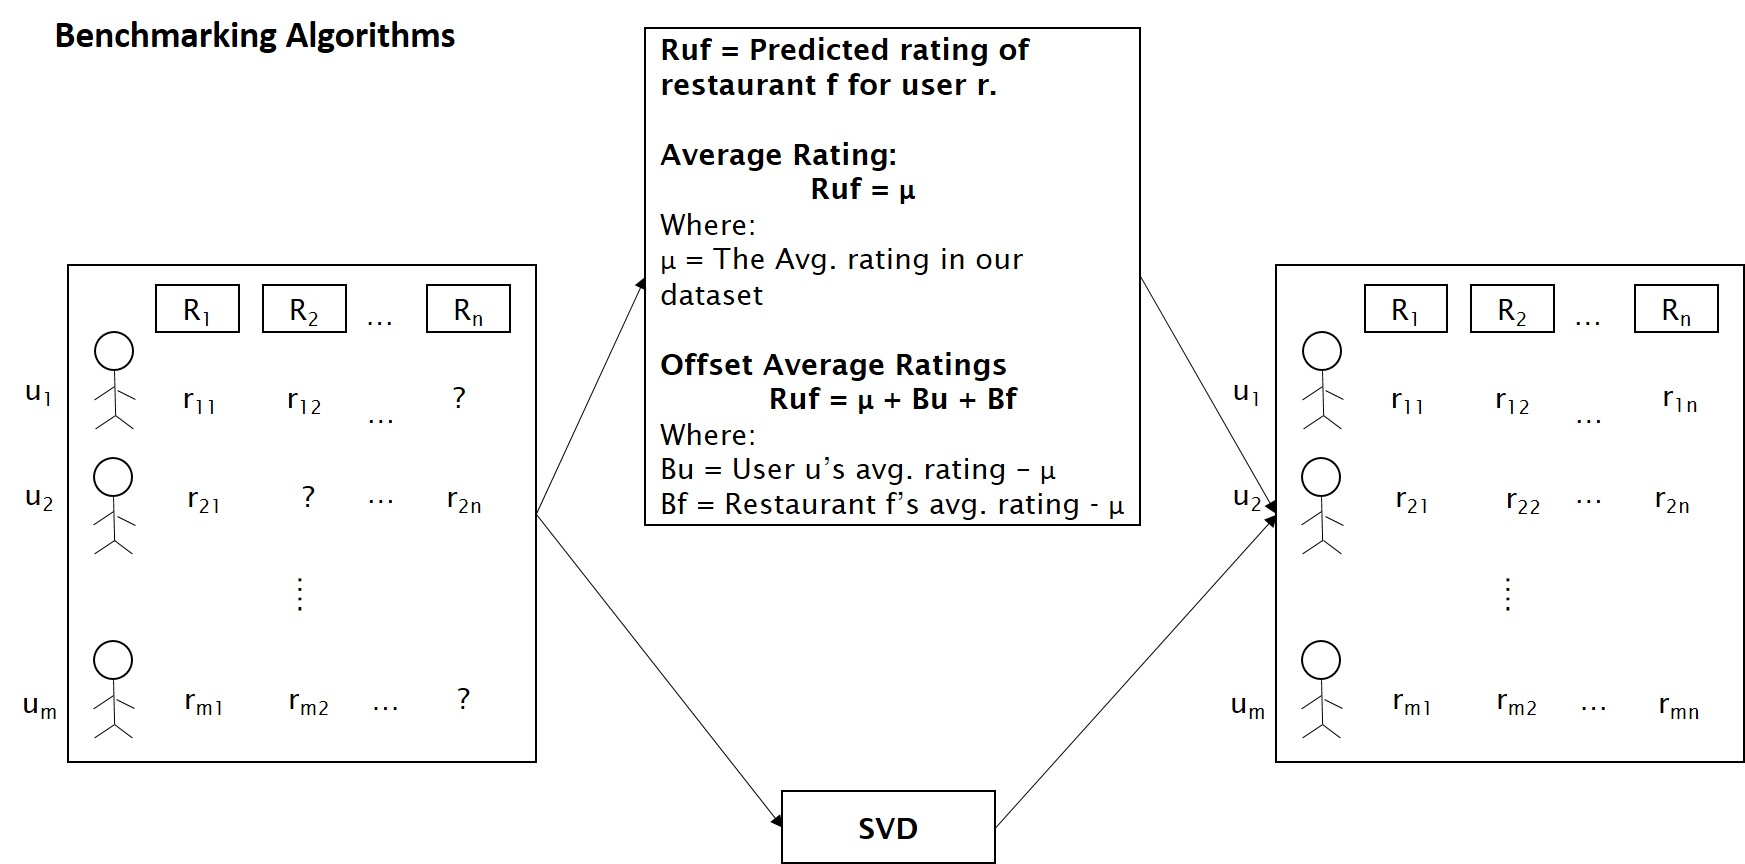 Benchmarking Algorithms
Ruf = Predicted rating of
restaurant f for user r.
Average Rating:
Ruf = μ
Where:
μ = The Avg. rating in our
dataset
Offset Average Ratings
Ruf = μ + Bu + Bf
Where:
Bu = User u’s avg. rating – μ
Bf = Restaurant f’s avg. rating - μ
R₁ R₂ ... Rₙ
u₁ r₁₁ r₁₂ ... ?
u₂ r₂₁ ? ... r₂ₙ
⋮
uₘ rₘ₁ rₘ₂ ... ?
SVD
R₁ R₂ ... Rₙ
u₁ r₁₁ r₁₂ ... r₁ₙ
u₂ r₂₁ r₂₂ ... r₂ₙ
⋮
uₘ rₘ₁ rₘ₂ ... rₘₙ